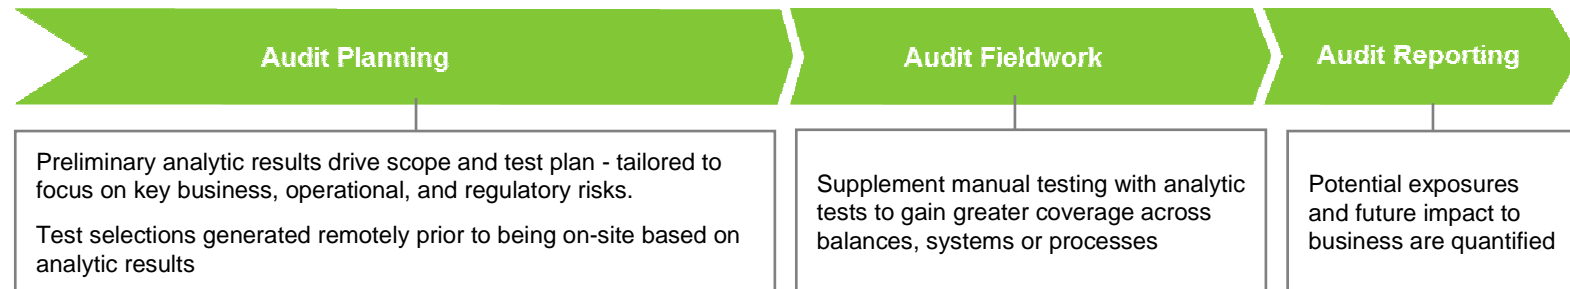 Audit Planning
Audit Fieldwork
Audit Reporting
Preliminary analytic results drive scope and test plan - tailored to
focus on key business, operational, and regulatory risks.
Test selections generated remotely prior to being on-site based on
analytic results
Supplement manual testing with analytic
tests to gain greater coverage across
balances, systems or processes
Potential exposures
and future impact to
business are quantified